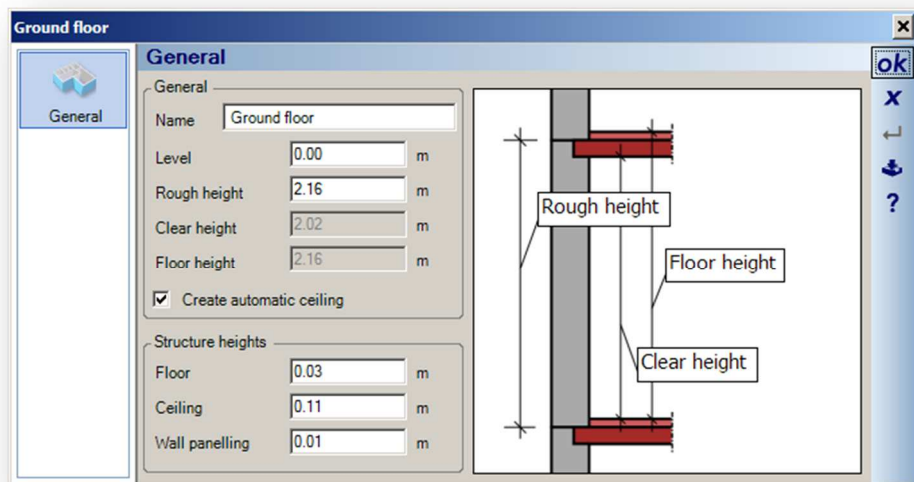 Ground floor
General
General
General
Name Ground floor
Level 0.00 m
Rough height 2.16 m
Clear height 2.02 m
Floor height 2.16 m
Create automatic ceiling
Structure heights
Floor 0.03 m
Ceiling 0.11 m
Wall panelling 0.01 m
Rough height
Floor height
Clear height
ok
x
?